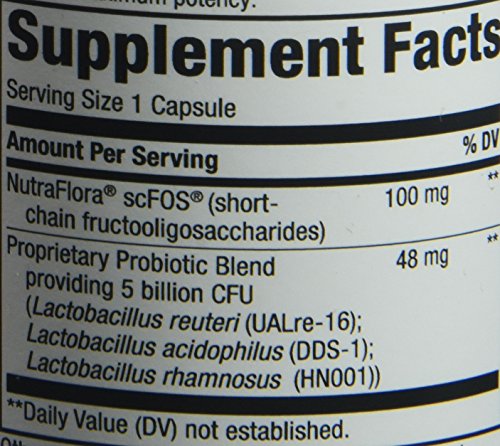 potency.
Supplement Facts
Serving Size 1 Capsule
Amount Per Serving % DV
NutraFlora® scFOS® (short- 100 mg **
chain fructooligosaccharides)
Proprietary Probiotic Blend 48 mg **
providing 5 billion CFU
(Lactobacillus reuteri (UALre-16);
Lactobacillus acidophilus (DDS-1);
Lactobacillus rhamnosus (HN001))
**Daily Value (DV) not established.